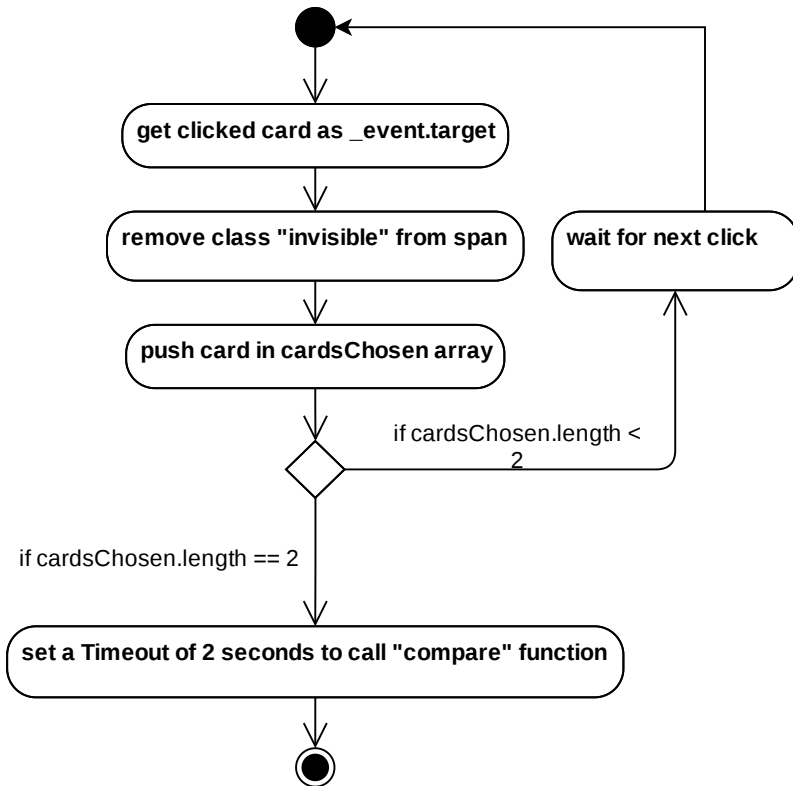 get clicked card as _event.target
remove class "invisible" from span
wait for next click
push card in cardsChosen array
if cardsChosen.length <
2
if cardsChosen.length == 2
set a Timeout of 2 seconds to call "compare" function